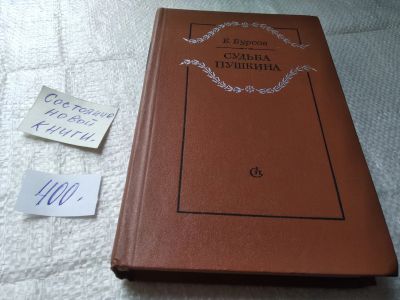 Б. Бурсов
СУДЬБА
ПУШКИНА
Состояние
новой
книги.
400.